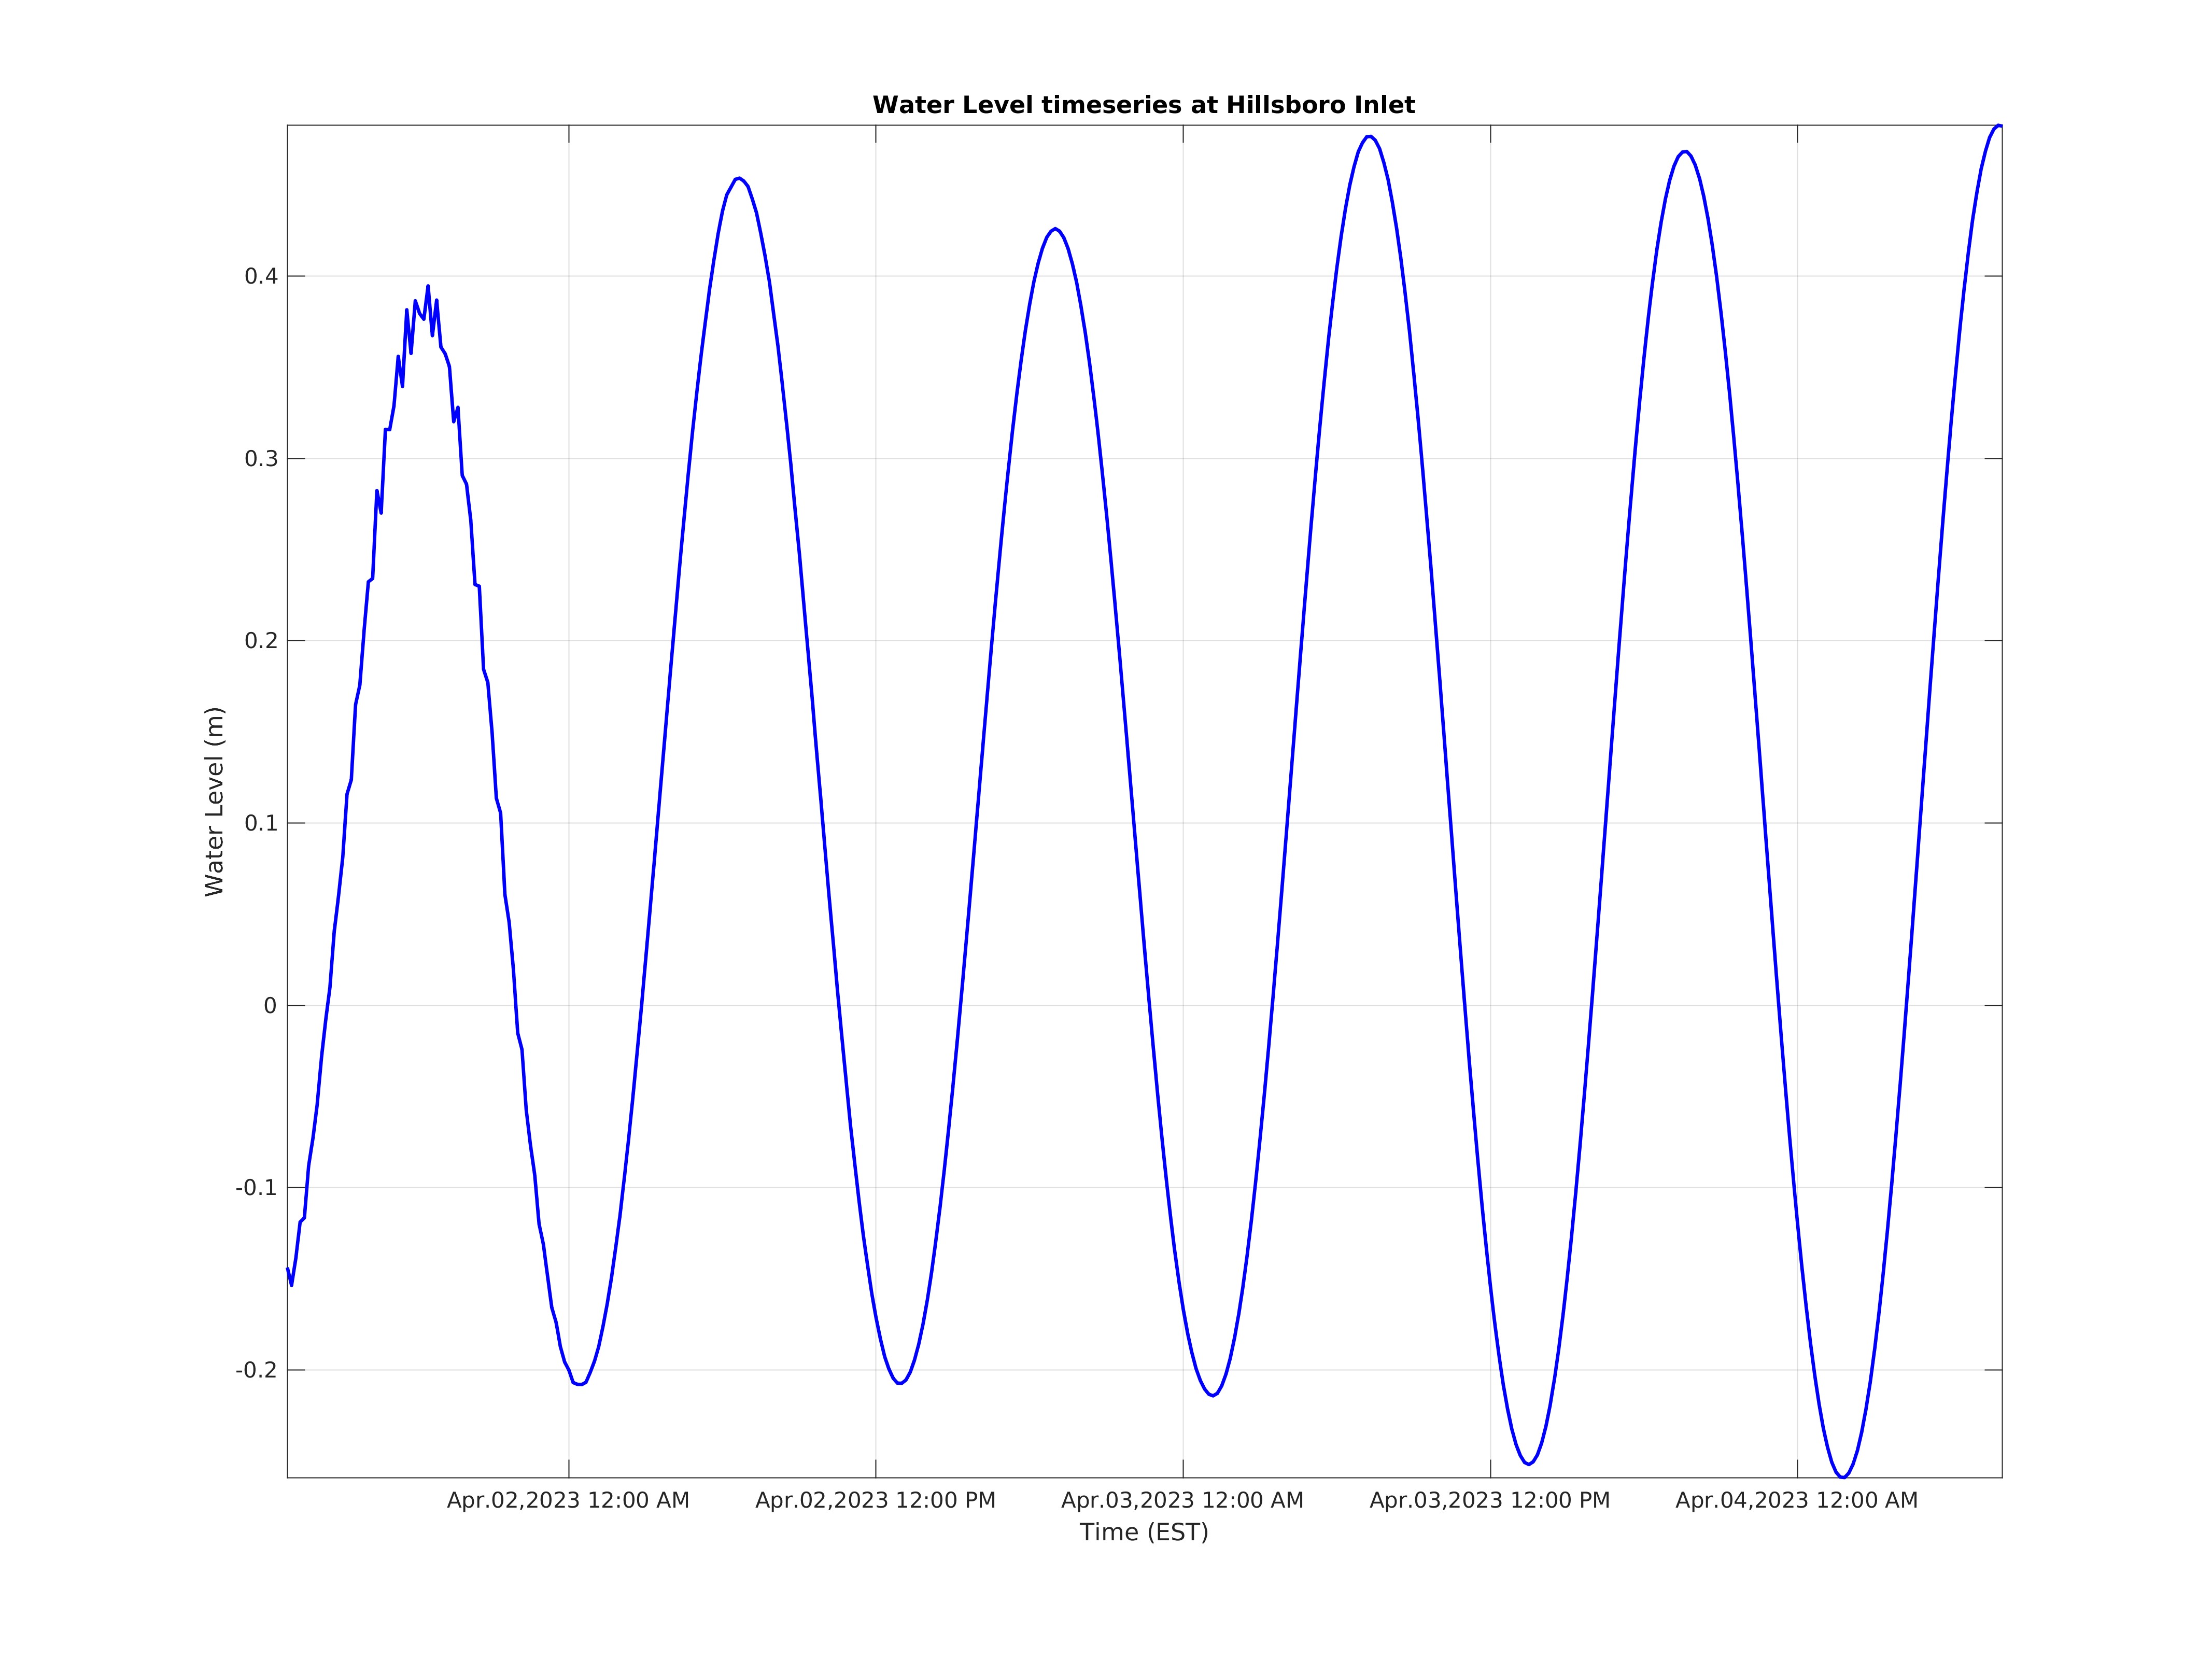 Water Level timeseries at Hillsboro Inlet
0.4
0.3
0.2
0.1
0
-0.1
-0.2
Water Level (m)
Apr.02,2023 12:00 AM
Apr.02,2023 12:00 PM
Apr.03,2023 12:00 AM
Apr.03,2023 12:00 PM
Apr.04,2023 12:00 AM
Time (EST)